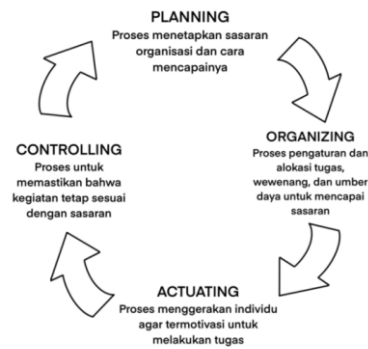 PLANNING
Proses menetapkan sasaran
organisasi dan cara
mencapainya
ORGANIZING
Proses pengaturan dan
alokasi tugas,
wewenang, dan umber
daya untuk mencapai
sasaran
ACTUATING
Proses menggerakan individu
agar termotivasi untuk
melakukan tugas
CONTROLLING
Proses untuk
memastikan bahwa
kegiatan tetap sesuai
dengan sasaran